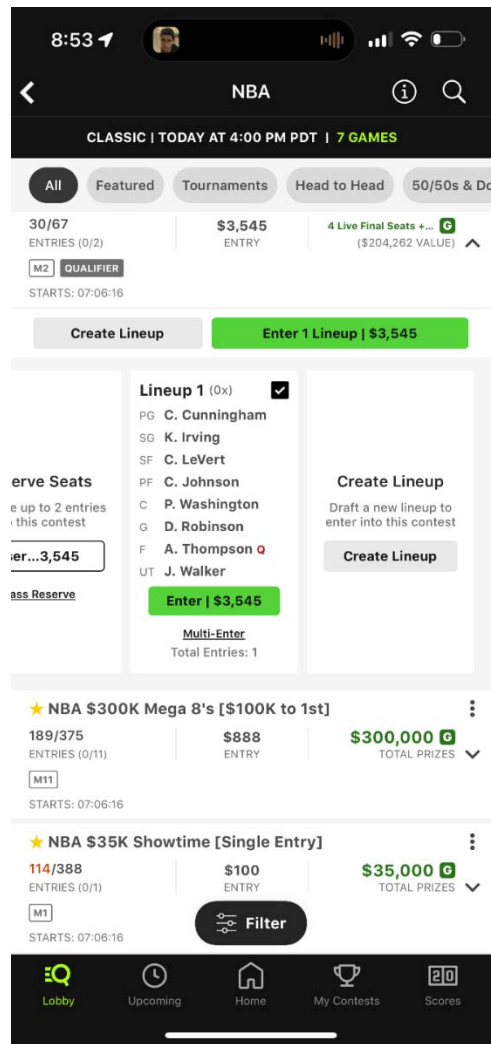 8:53
NBA
CLASSIC | TODAY AT 4:00 PM PDT | 7 GAMES
All Featured Tournaments Head to Head 50/50s & Do
30/67 $3,545 4 Live Final Seats +... G
ENTRIES (0/2) ENTRY ($204,262 VALUE)
M2 QUALIFIER
STARTS: 07:06:16
Create Lineup Enter 1 Lineup | $3,545
Lineup 1 (0x)
PG C. Cunningham
SG K. Irving
SF C. LeVert
PF C. Johnson
C P. Washington
G D. Robinson
F A. Thompson Q
UT J. Walker
Enter | $3,545
Multi-Enter
Total Entries: 1
erve Seats
e up to 2 entries
this contest
er...3,545
ass Reserve
Create Lineup
Draft a new lineup to
enter into this contest
Create Lineup
NBA $300K Mega 8's [$100K to 1st]
189/375 $888 $300,000 G
ENTRIES (0/11) ENTRY TOTAL PRIZES
M11
STARTS: 07:06:16
NBA $35K Showtime [Single Entry]
114/388 $100 $35,000 G
ENTRIES (0/1) ENTRY TOTAL PRIZES
M1
Filter
STARTS: 07:06:16
Lobby Upcoming Home My Contests Scores